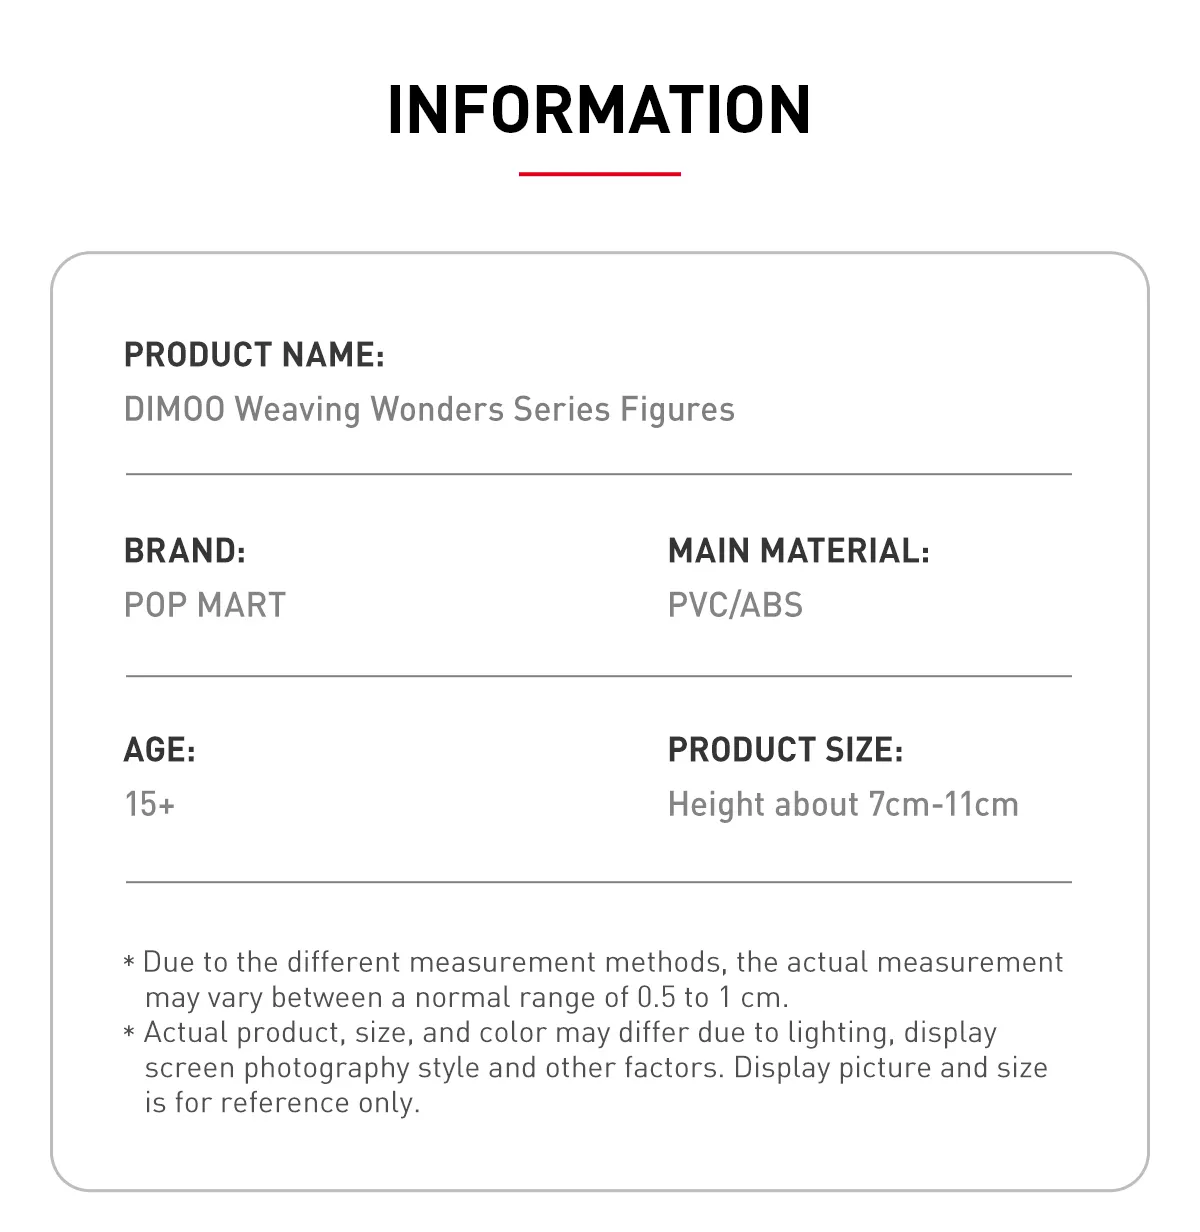 INFORMATION
PRODUCT NAME:
DIMOO Weaving Wonders Series Figures
BRAND:
POP MART
MAIN MATERIAL:
PVC/ABS
AGE:
15+
PRODUCT SIZE:
Height about 7cm-11cm
* Due to the different measurement methods, the actual measurement
may vary between a normal range of 0.5 to 1 cm.
* Actual product, size, and color may differ due to lighting, display
screen photography style and other factors. Display picture and size
is for reference only.